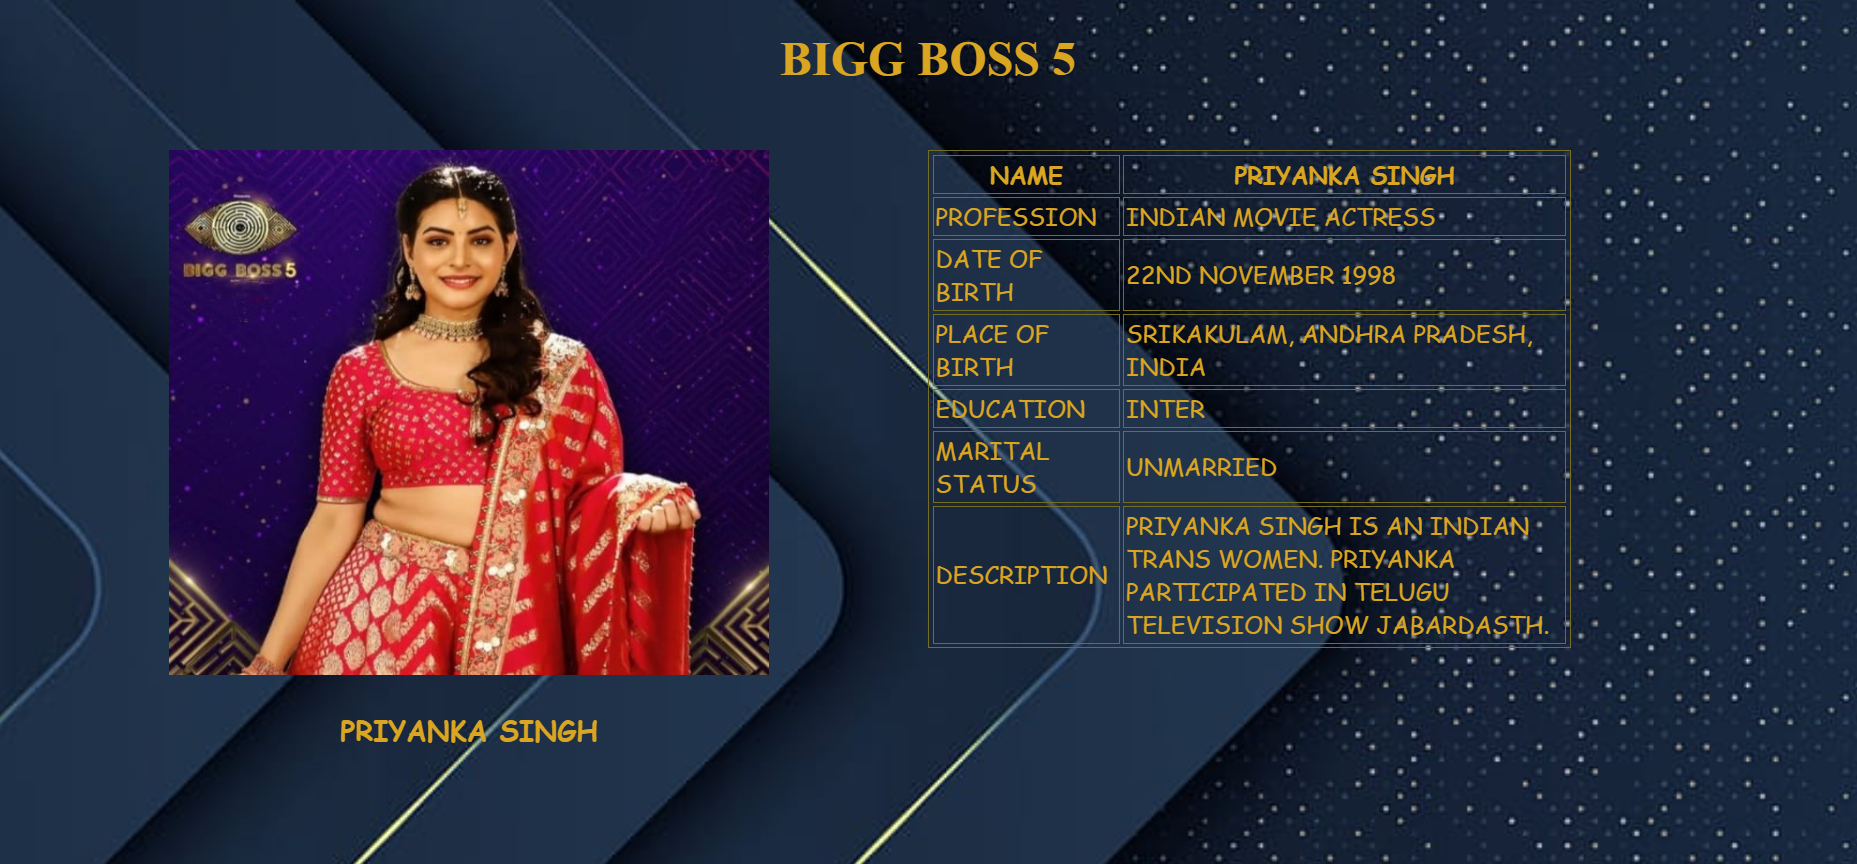 BIGG BOSS 5
BIGG BOSS 5
PRIYANKA SINGH
NAME PRIYANKA SINGH
PROFESSION INDIAN MOVIE ACTRESS
DATE OF
BIRTH
22ND NOVEMBER 1998
PLACE OF
BIRTH
SRIKAKULAM, ANDHRA PRADESH,
INDIA
EDUCATION INTER
MARITAL
STATUS
UNMARRIED
DESCRIPTION
PRIYANKA SINGH IS AN INDIAN
TRANS WOMEN. PRIYANKA
PARTICIPATED IN TELUGU
TELEVISION SHOW JABARDASTH.